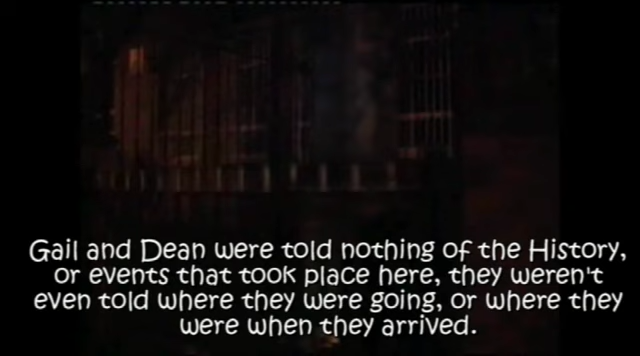 Gail and Dean were told nothing of the History,
or events that took place here, they weren't
even told where they were going, or where they
were when they arrived.